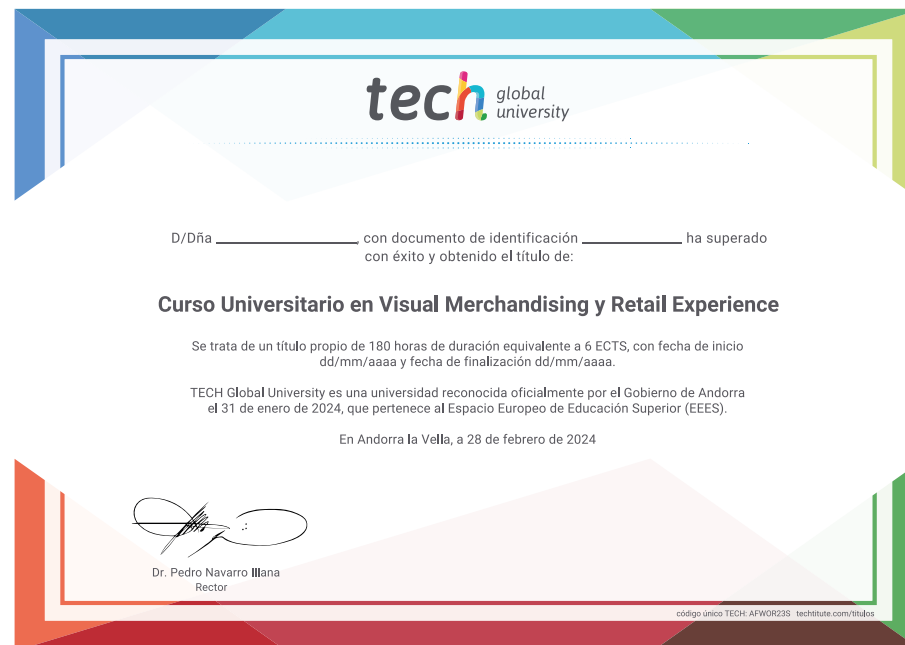 tech global university
D/Dña ____________, con documento de identificación ____________ ha superado
con éxito y obtenido el título de:
Curso Universitario en Visual Merchandising y Retail Experience
Se trata de un título propio de 180 horas de duración equivalente a 6 ECTS, con fecha de inicio
dd/mm/aaaa y fecha de finalización dd/mm/aaaa.
TECH Global University es una universidad reconocida oficialmente por el Gobierno de Andorra
el 31 de enero de 2024, que pertenece al Espacio Europeo de Educación Superior (EEES).
En Andorra la Vella, a 28 de febrero de 2024
Dr. Pedro Navarro Illana
Rector
código único TECH: AFWOR23S techtitute.com/titulos